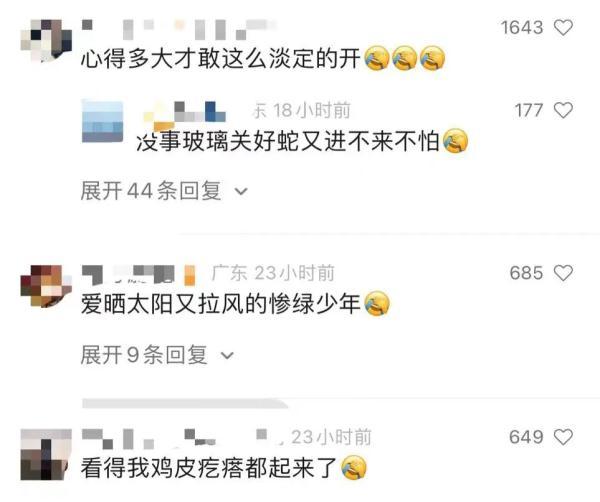 1643
心得多大才敢这么淡定的开🤣🤣🤣
东 18小时前 177
没事玻璃关好蛇又进不来不怕🤣
展开44条回复
广东 23小时前 685
爱晒太阳又拉风的惨绿少年🤣
展开9条回复
23小时前 649
看得我鸡皮疙瘩都起来了🤣